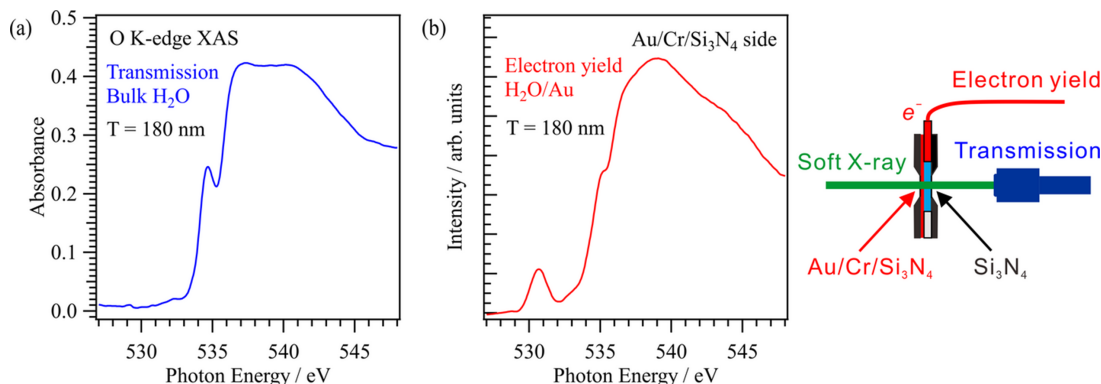 (a)
O K-edge XAS
Transmission
Bulk H₂O
T = 180 nm
Absorbance
0.5
0.4
0.3
0.2
0.1
0.0
530
535
540
545
Photon Energy / eV
(b)
Au/Cr/Si₃N₄ side
Electron yield
H₂O/Au
T = 180 nm
Intensity / arb. units
530
535
540
545
Photon Energy / eV
Electron yield
e⁻
Soft X-ray
Transmission
Au/Cr/Si₃N₄
Si₃N₄